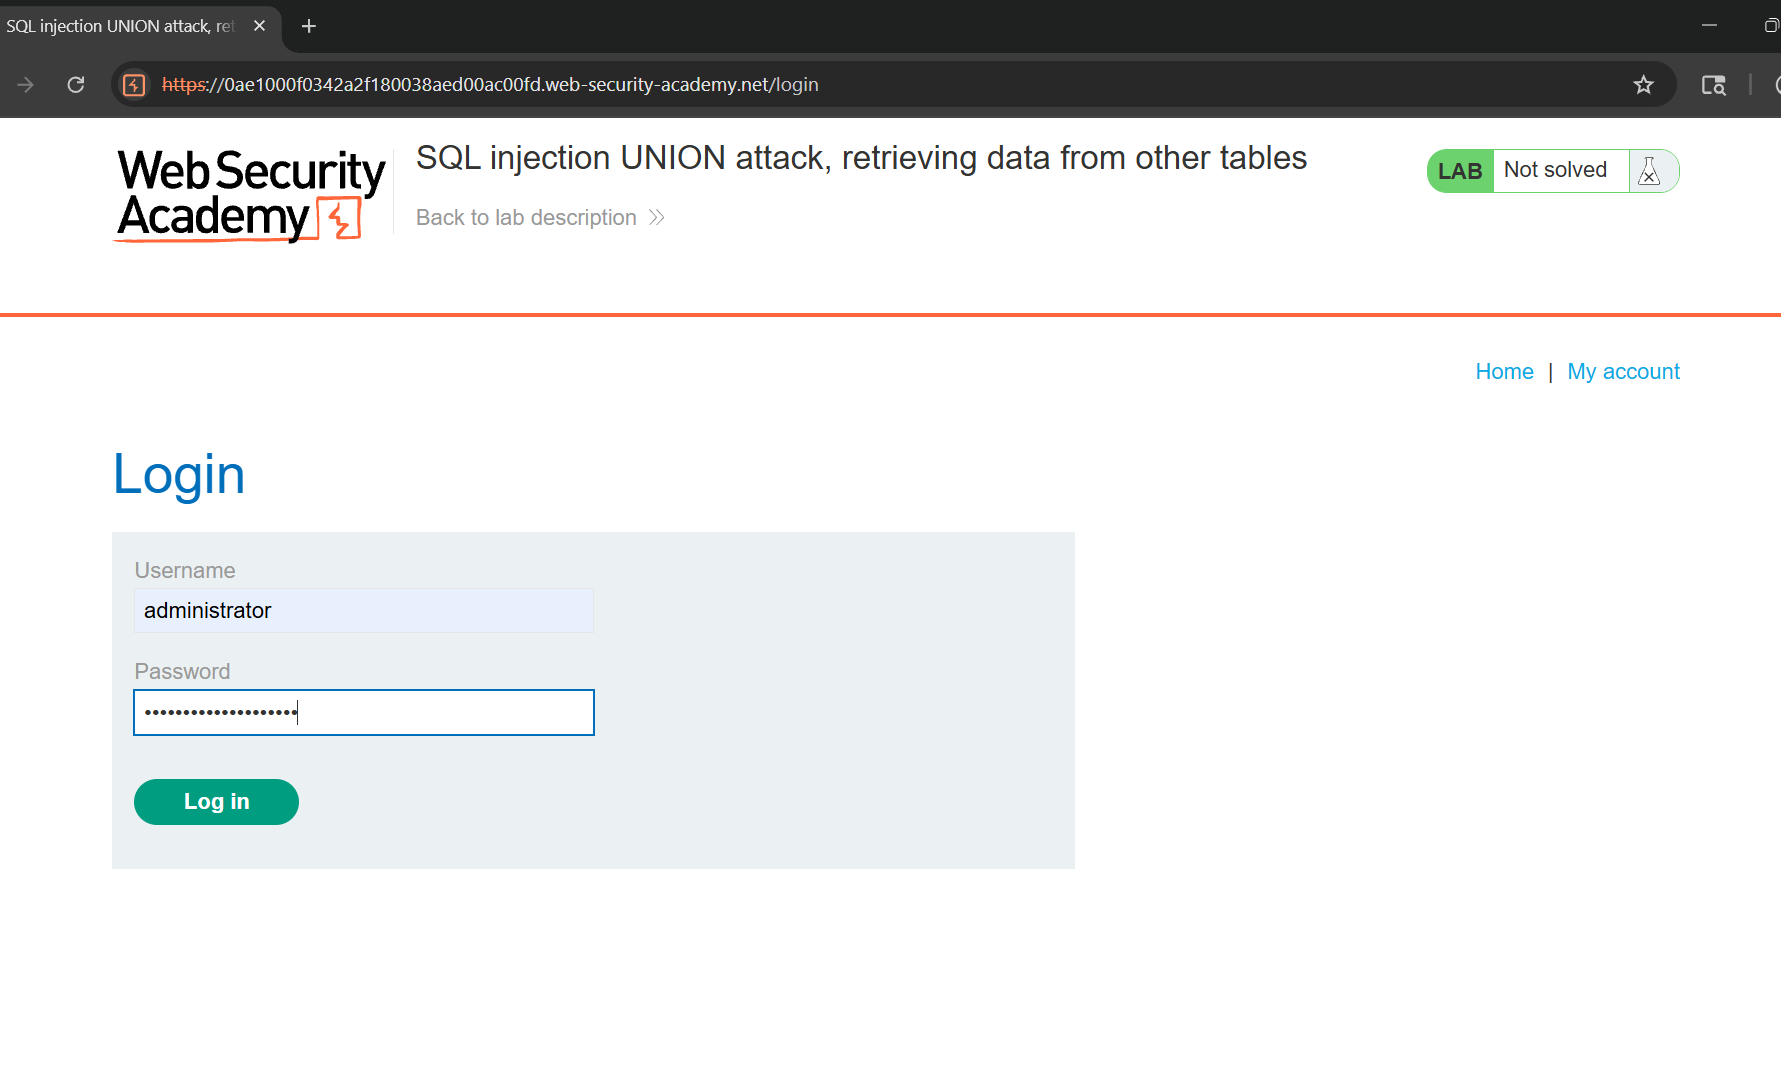 SQL injection UNION attack, ret
https://0ae1000f0342a2f180038aed00ac00fd.web-security-academy.net/login
WebSecurity
Academy
SQL injection UNION attack, retrieving data from other tables
Back to lab description
LAB Not solved
Home | My account
Login
Username
administrator
Password
••••••••••••••••••••
Log in